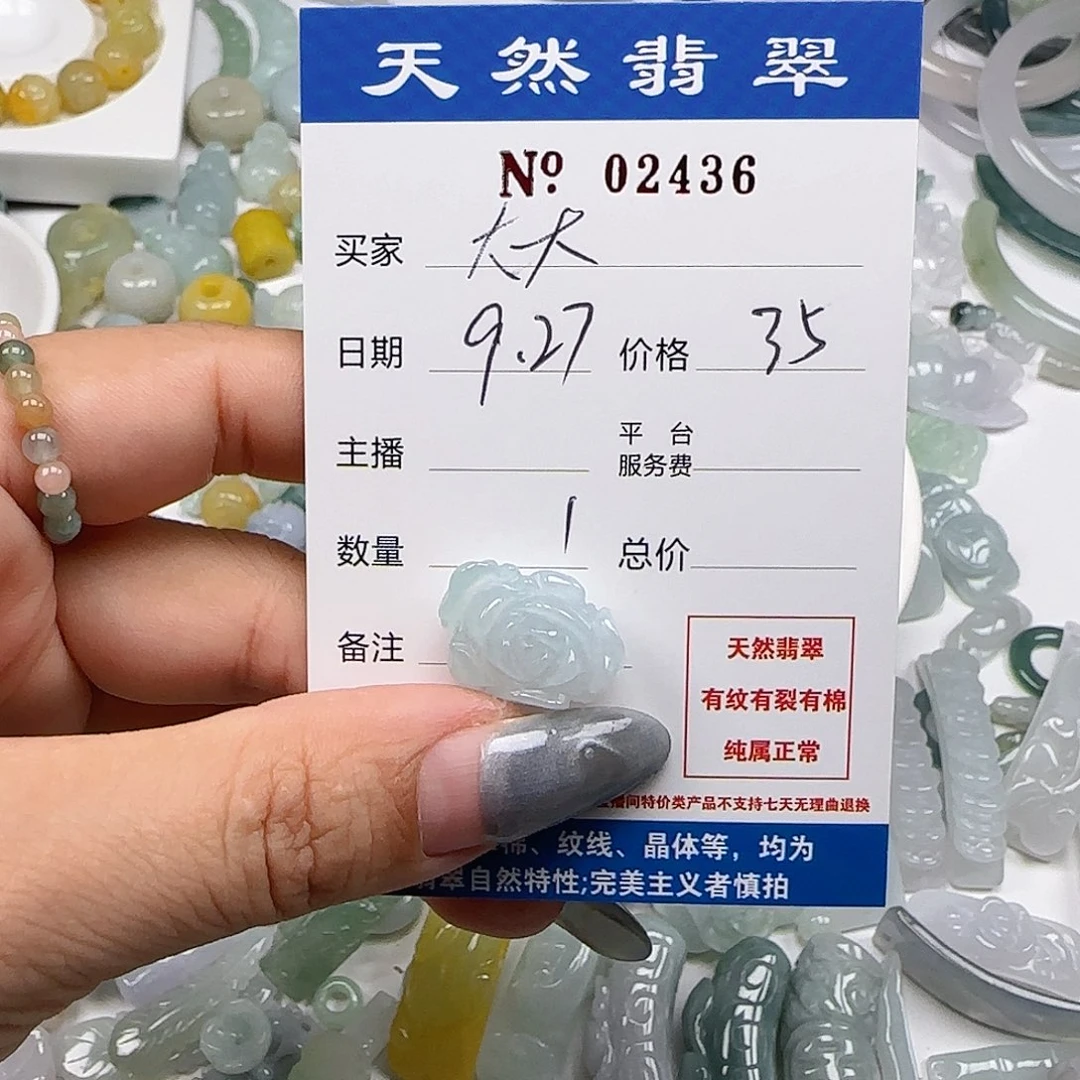 天然翡翠
Nº 02436
买家 大大
日期 9.27 价格 35
主播 平台服务费
数量 1 总价
备注
天然翡翠
有纹有裂有棉
纯属正常
播间特价类产品不支持七天无理由退换
棉、纹线、晶体等，均为
翡翠自然特性;完美主义者慎拍